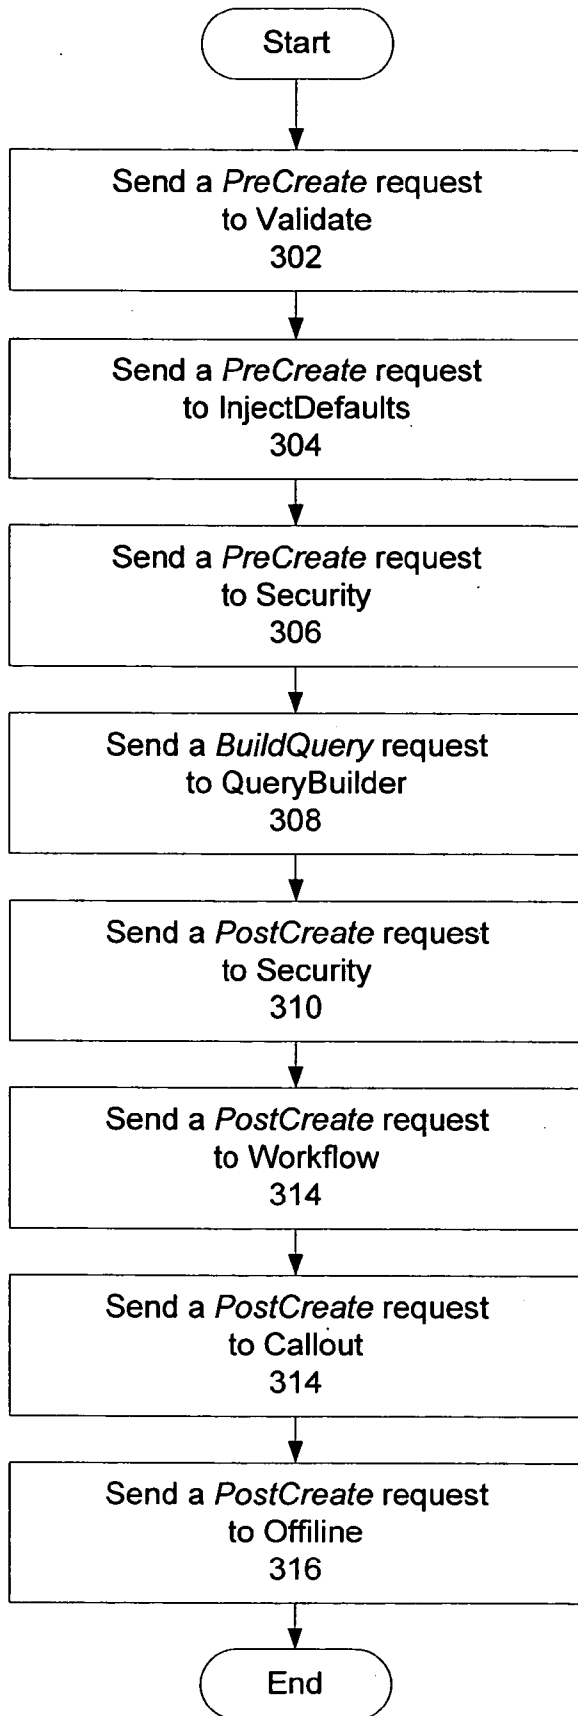 Start
Send a PreCreate request
to Validate
302
Send a PreCreate request
to InjectDefaults
304
Send a PreCreate request
to Security
306
Send a BuildQuery request
to QueryBuilder
308
Send a PostCreate request
to Security
310
Send a PostCreate request
to Workflow
314
Send a PostCreate request
to Callout
314
Send a PostCreate request
to Offiline
316
End